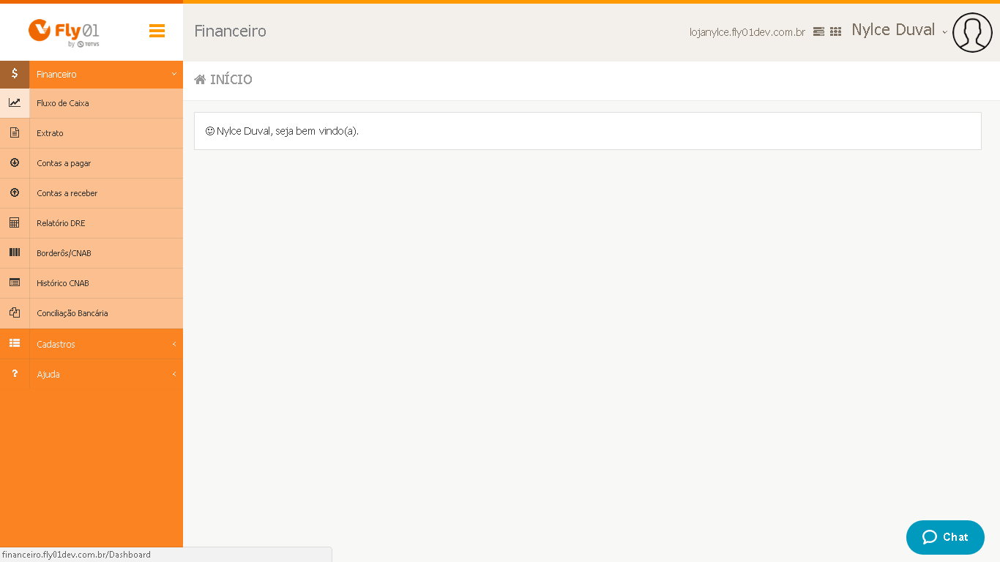 Fly01
by TOTVS
Financeiro
lojanylce.fly01dev.com.br
Nylce Duval
$ Financeiro
INÍCIO
Fluxo de Caixa
Nylce Duval, seja bem vindo(a).
Extrato
Contas a pagar
Contas a receber
Relatório DRE
Borderôs/CNAB
Histórico CNAB
Conciliação Bancária
Cadastros
? Ajuda
Chat
financeiro.fly01dev.com.br/Dashboard